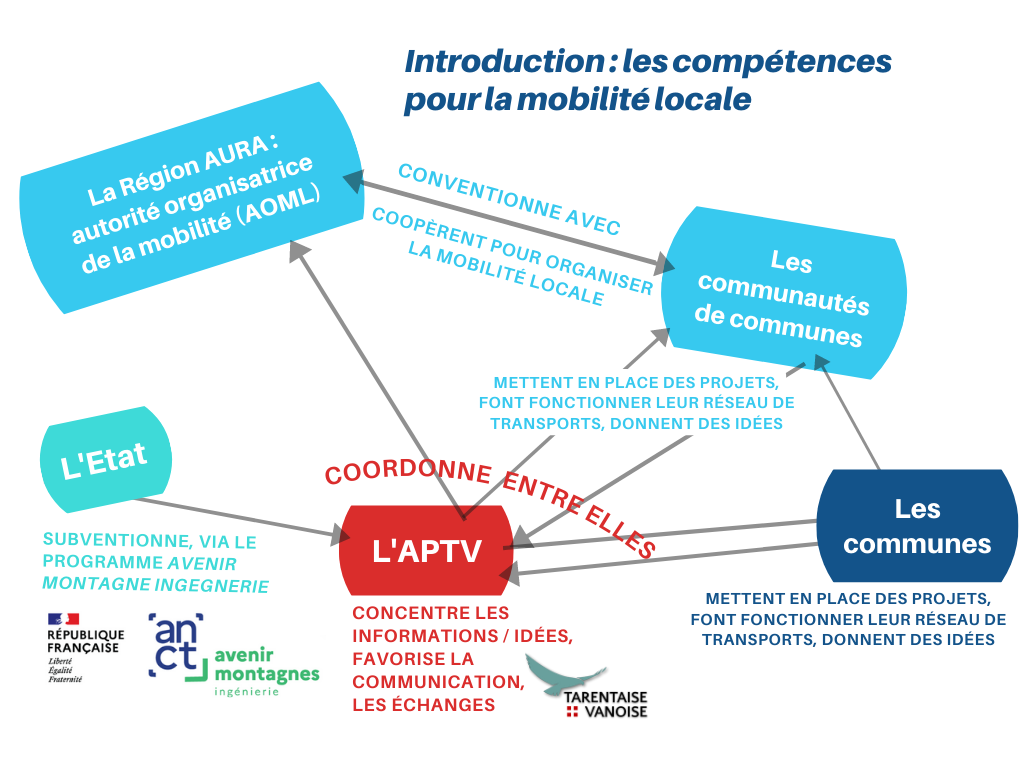 Introduction : les compétences
pour la mobilité locale
La Région AURA :
autorité organisatrice
de la mobilité (AOML)
CONVENTIONNE AVEC
COOPÈRENT POUR ORGANISER
LA MOBILITÉ LOCALE
Les
communautés
de communes
METTENT EN PLACE DES PROJETS,
FONT FONCTIONNER LEUR RÉSEAU DE
TRANSPORTS, DONNENT DES IDÉES
L'Etat
SUBVENTIONNE, VIA LE
PROGRAMME AVENIR
MONTAGNE INGEGNERIE
COORDONNE ENTRE ELLES
L'APTV
CONCENTRE LES
INFORMATIONS / IDÉES,
FAVORISE LA
COMMUNICATION,
LES ÉCHANGES
Les
communes
METTENT EN PLACE DES PROJETS,
FONT FONCTIONNER LEUR RÉSEAU DE
TRANSPORTS, DONNENT DES IDÉES
RÉPUBLIQUE
FRANÇAISE
Liberté
Égalité
Fraternité
an
ct
avenir
montagnes
ingénierie
TARENTAISE
VANOISE